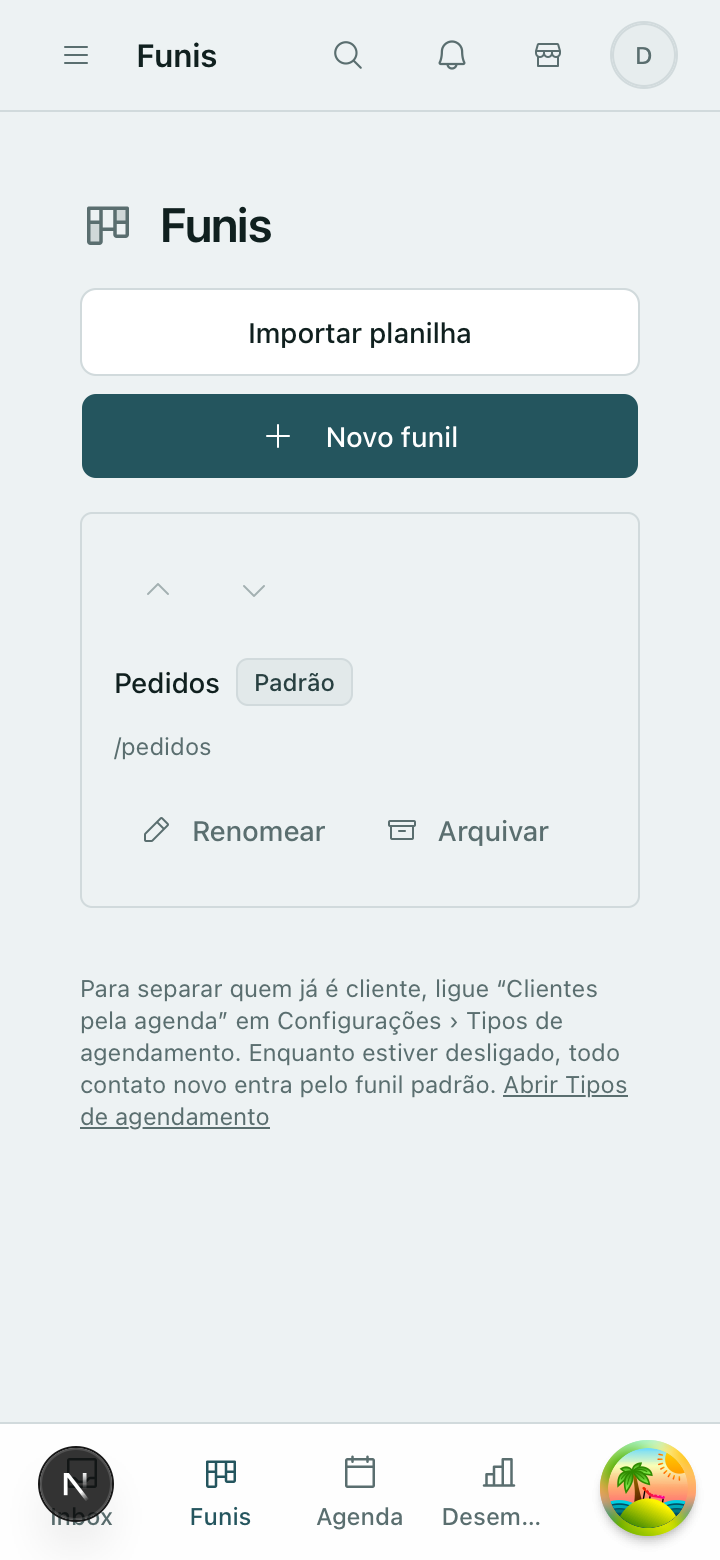 Funis
D
Funis
Importar planilha
Novo funil
Pedidos Padrão
/pedidos
Renomear Arquivar
Para separar quem já é cliente, ligue “Clientes
pela agenda” em Configurações › Tipos de
agendamento. Enquanto estiver desligado, todo
contato novo entra pelo funil padrão. Abrir Tipos
de agendamento
N
Inbox Funis Agenda Desem...